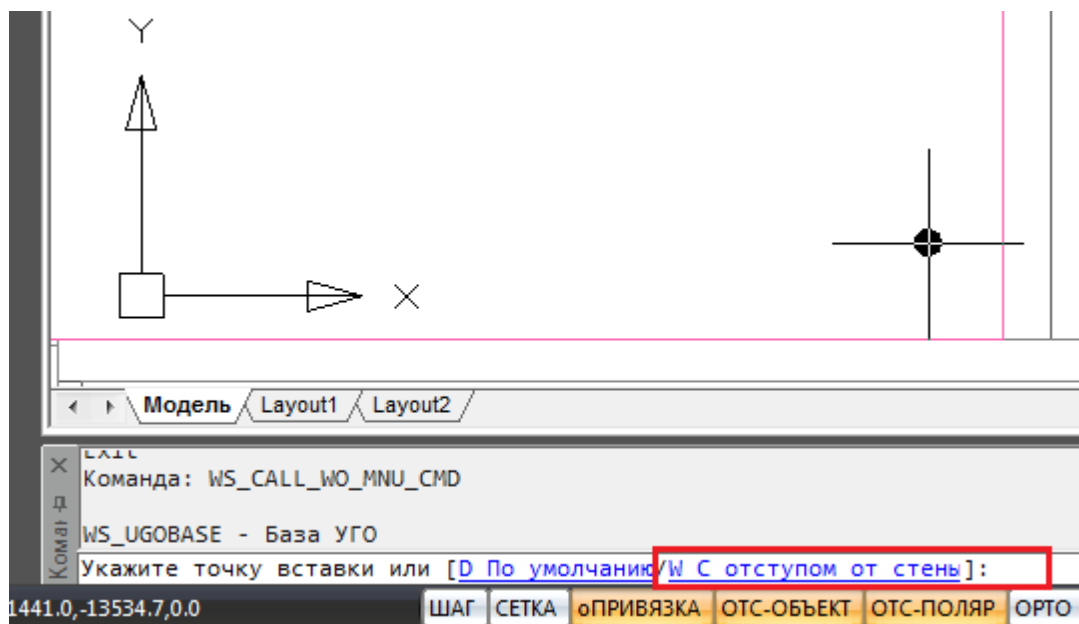 Y
X
Модель Layout1 Layout2
EXIT
Команда: WS_CALL_WO_MNU_CMD
WS_UGOBASE - База УГО
Укажите точку вставки или [D По умолчанию/W С отступом от стены]:
1441.0,-13534.7,0.0 ШАГ СЕТКА оПРИВЯЗКА ОТС-ОБЪЕКТ ОТС-ПОЛЯР ОРТО